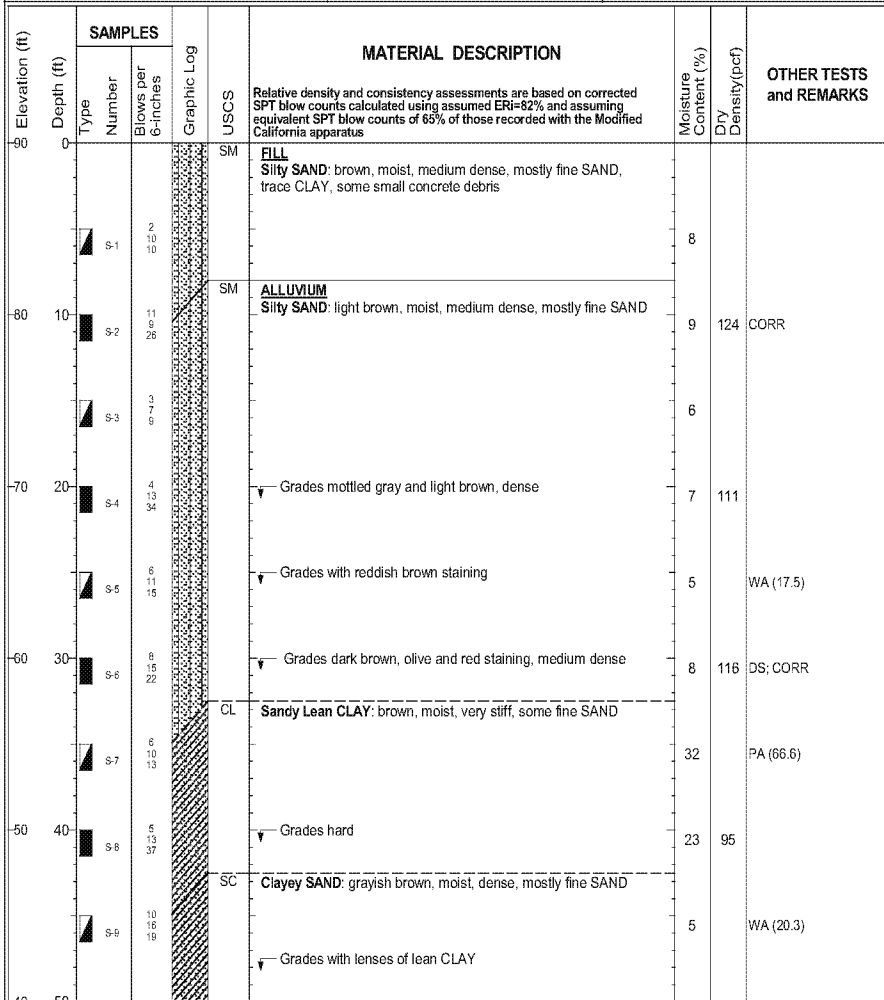 Elevation (ft)
Depth (ft)
SAMPLES
Type
Number
Blows per
6-inches
Graphic Log
USCS
MATERIAL DESCRIPTION
Relative density and consistency assessments are based on corrected
SPT blow counts calculated using assumed ERi=82% and assuming
equivalent SPT blow counts of 65% of those recorded with the Modified
California apparatus
Moisture
Content (%)
Dry
Density(pcf)
OTHER TESTS
and REMARKS
90 0 SM FILL
Silty SAND: brown, moist, medium dense, mostly fine SAND,
trace CLAY, some small concrete debris
S-1 2 10 10 8
SM ALLUVIUM
Silty SAND: light brown, moist, medium dense, mostly fine SAND
80 10 S-2 11 9 26 9 124 CORR
S-3 3 7 9 6
70 20 S-4 4 13 34 Grades mottled gray and light brown, dense 7 111
S-5 6 11 15 Grades with reddish brown staining 5 WA (17.5)
60 30 S-6 8 15 22 Grades dark brown, olive and red staining, medium dense 8 116 DS; CORR
CL Sandy Lean CLAY: brown, moist, very stiff, some fine SAND
S-7 6 10 13 32 PA (66.6)
50 40 S-8 5 13 37 Grades hard 23 95
SC Clayey SAND: grayish brown, moist, dense, mostly fine SAND
S-9 10 16 19 5 WA (20.3)
Grades with lenses of lean CLAY